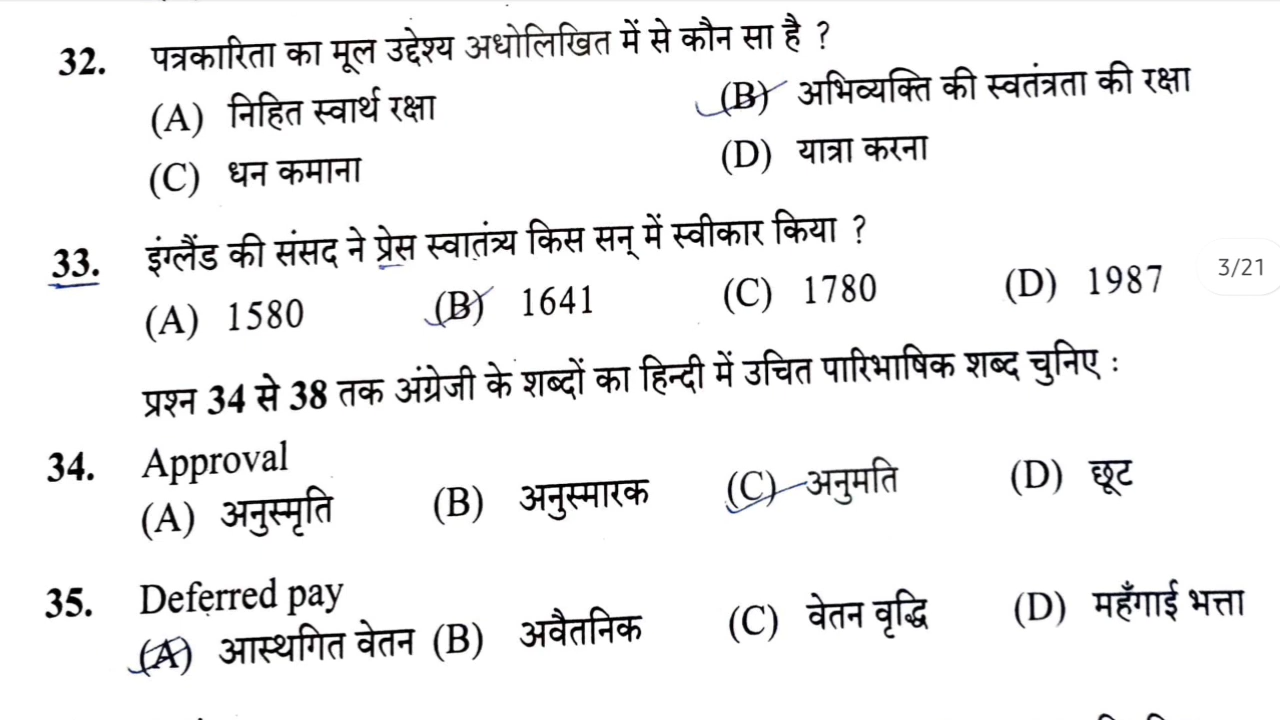 32. पत्रकारिता का मूल उद्देश्य अधोलिखित में से कौन सा है ?
(A) निहित स्वार्थ रक्षा (B) अभिव्यक्ति की स्वतंत्रता की रक्षा
(C) धन कमाना (D) यात्रा करना
33. इंग्लैंड की संसद ने प्रेस स्वातंत्र्य किस सन् में स्वीकार किया ?
(A) 1580 (B) 1641 (C) 1780 (D) 1987
3/21
प्रश्न 34 से 38 तक अंग्रेजी के शब्दों का हिन्दी में उचित पारिभाषिक शब्द चुनिए :
34. Approval
(A) अनुस्मृति (B) अनुस्मारक (C) अनुमति (D) छूट
35. Deferred pay
(A) आस्थगित वेतन (B) अवैतनिक (C) वेतन वृद्धि (D) महँगाई भत्ता